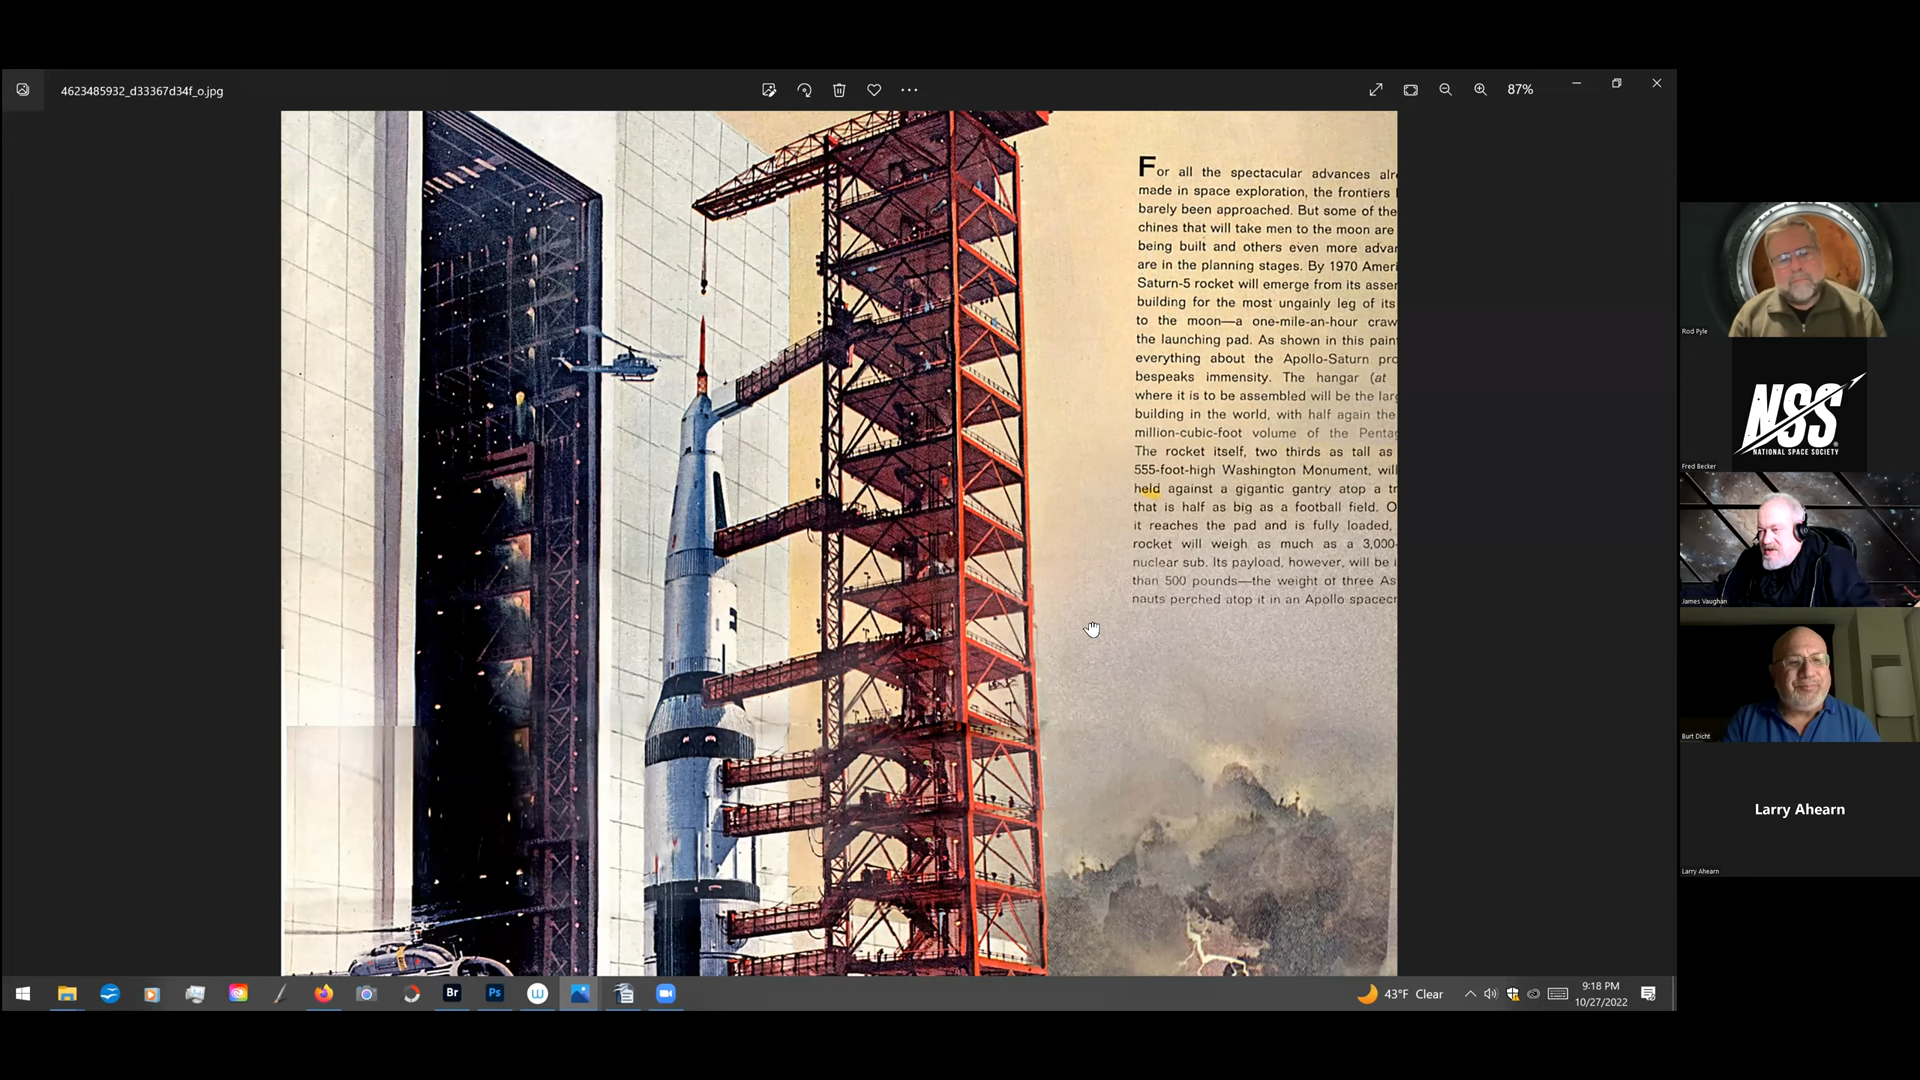 4623485932_d33367d34f_o.jpg
87%
For all the spectacular advances alr
made in space exploration, the frontiers
barely been approached. But some of the
chines that will take men to the moon are
being built and others even more advan
are in the planning stages. By 1970 Ameri
Saturn-5 rocket will emerge from its assem
building for the most ungainly leg of its
to the moon—a one-mile-an-hour craw
the launching pad. As shown in this pain
everything about the Apollo-Saturn pro
bespeaks immensity. The hangar (at
where it is to be assembled will be the larg
building in the world, with half again the
million-cubic-foot volume of the Pentag
The rocket itself, two thirds as tall as
555-foot-high Washington Monument, will
held against a gigantic gantry atop a tr
that is half as big as a football field. O
it reaches the pad and is fully loaded,
rocket will weigh as much as a 3,000-
nuclear sub. Its payload, however, will be
than 500 pounds—the weight of three As
nauts perched atop it in an Apollo spacecr
Rod Pyle
NSS
NATIONAL SPACE SOCIETY
Fred Becker
James Vaughan
Burt Dicht
Larry Ahearn
Larry Ahearn
Br
Ps
W
43°F Clear
9:18 PM
10/27/2022